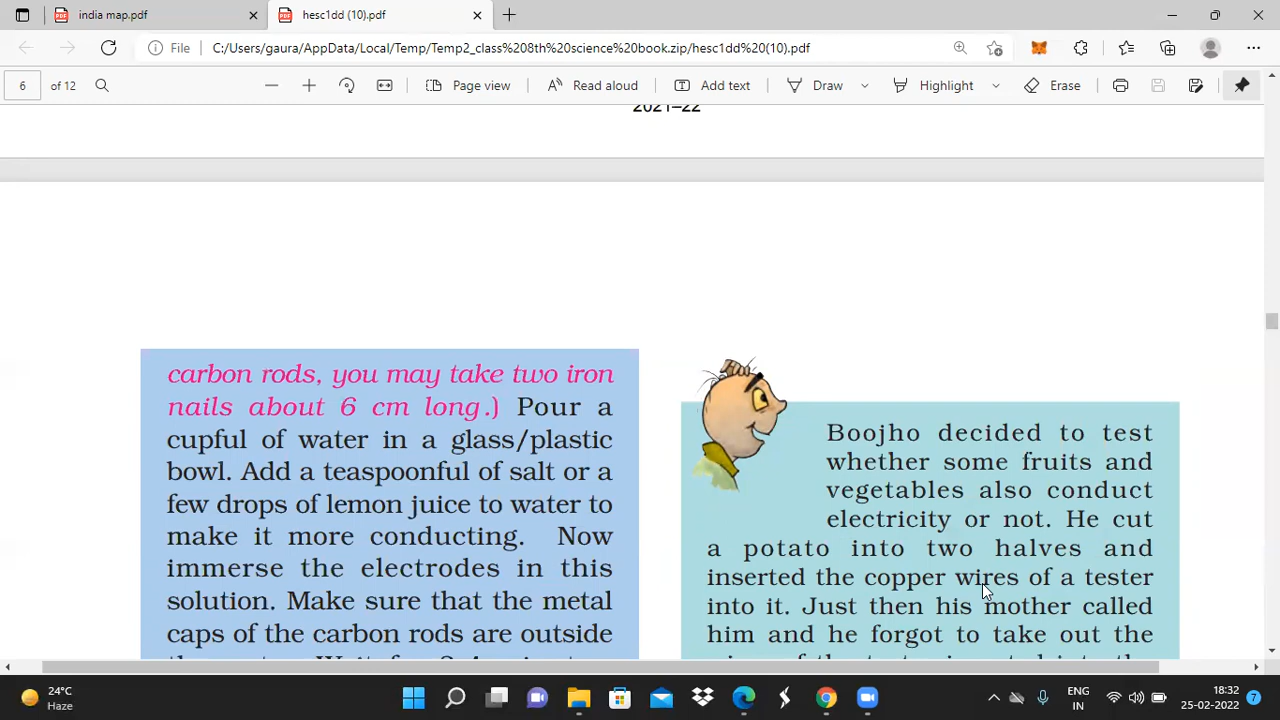 india map.pdf
hesc1dd (10).pdf
File
C:/Users/gaura/AppData/Local/Temp/Temp2_class%208th%20science%20book.zip/hesc1dd%20(10).pdf
6
of 12
Page view
Read aloud
Add text
Draw
Highlight
Erase
2021–22
carbon rods, you may take two iron
nails about 6 cm long.) Pour a
cupful of water in a glass/plastic
bowl. Add a teaspoonful of salt or a
few drops of lemon juice to water to
make it more conducting. Now
immerse the electrodes in this
solution. Make sure that the metal
caps of the carbon rods are outside
Boojho decided to test
whether some fruits and
vegetables also conduct
electricity or not. He cut
a potato into two halves and
inserted the copper wires of a tester
into it. Just then his mother called
him and he forgot to take out the
24°C
Haze
ENG
IN
18:32
25-02-2022
7